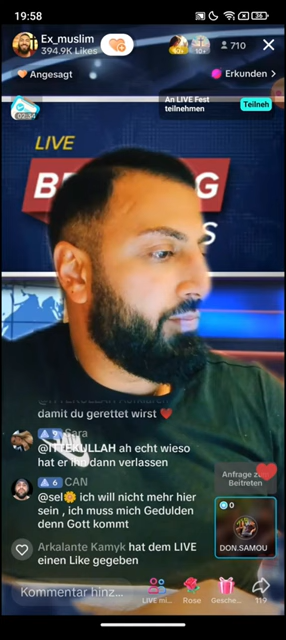 19:58
36
Ex_muslim
394.9K Likes
710
Angesagt
Erkunden >
An LIVE Fest
teilnehmen
Teilneh
02:34
LIVE
damit du gerettet wirst ❤️
Sara
@ITTEKULLAH ah echt wieso
hat er ihn dann verlassen
6 CAN
@sel🌼 ich will nicht mehr hier
sein , ich muss mich Gedulden
denn Gott kommt
Arkalante Kamyk hat dem LIVE
einen Like gegeben
Anfrage
Beitreten
0
DON.SAMOU
Kommentar hinz...
LIVE mi...
Rose
Gesche...
119